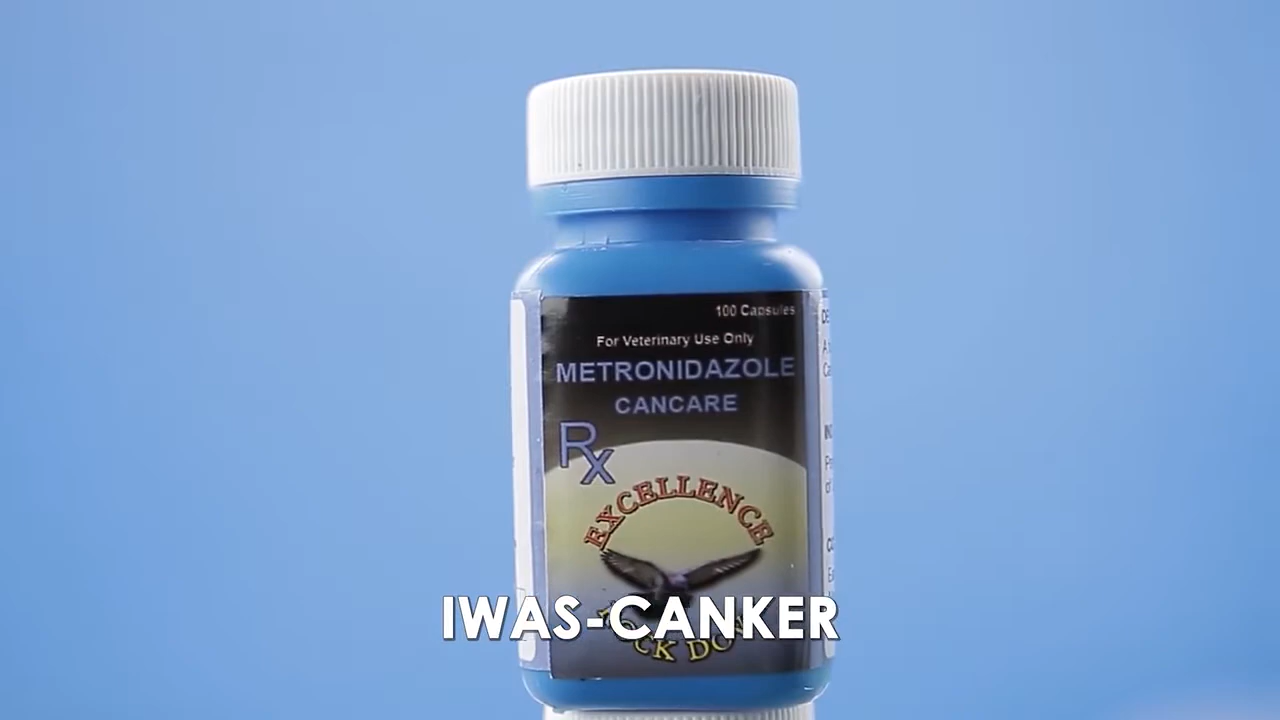 100 Capsules
For Veterinary Use Only
METRONIDAZOLE
CANCARE
Rx
EXCELLENCE
IWAS-CANKER